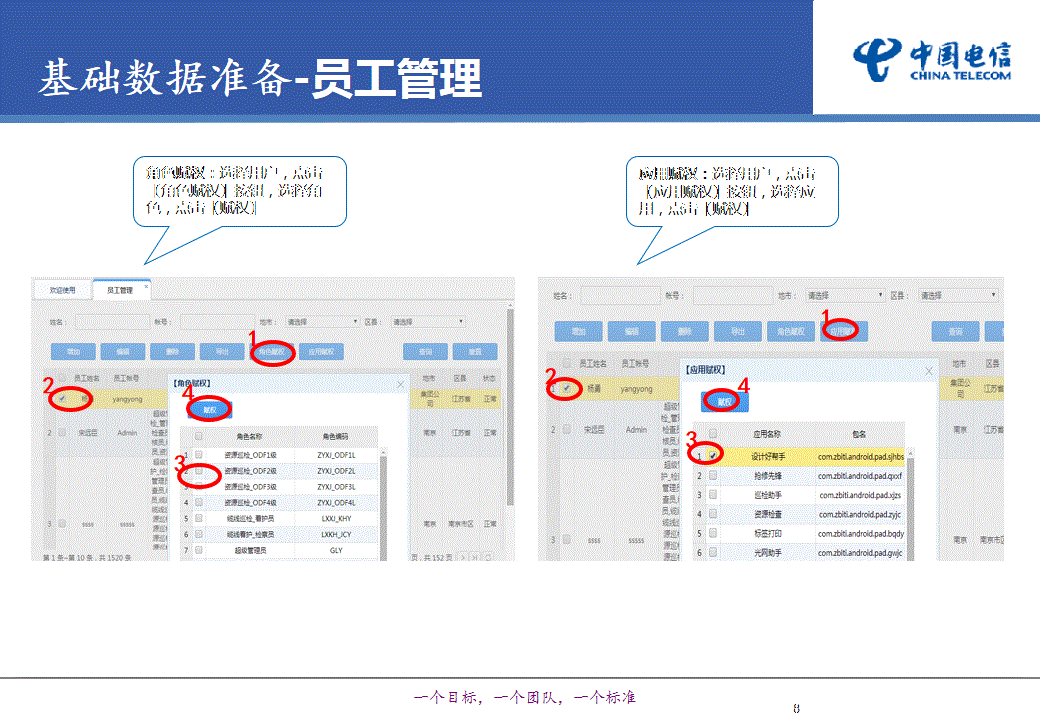 基础数据准备-员工管理
中国电信
CHINA TELECOM
角色赋权：选择用户，点击
【角色赋权】按钮，选择角
色，点击【赋权】
应用赋权：选择用户，点击
【应用赋权】按钮，选择应
用，点击【赋权】
欢迎使用 员工管理 ×
姓名： 帐号： 地市： 请选择 区县： 请选择
1
增加 编辑 删除 导出 角色赋权 应用赋权 查询 重置
员工姓名 员工帐号 地市 区县 状态
2
yangyong 集团公司 江苏省 正常
2 宋远臣 Admin 南京 江苏省 正常
3 ssss ssss 南京 南京市区 正常
第 1 条~第 10 条，共 1520 条
页，共 152 页
【角色赋权】
4
赋权
角色名称 角色编码
1 资源巡检_ODF1级 ZYXJ_ODF1L
3
2 资源巡检_ODF2级 ZYXJ_ODF2L
资源巡检_ODF3级 ZYXJ_ODF3L
4 资源巡检_ODF4级 ZYXJ_ODF4L
5 缆线巡检_看护员 LXXJ_KHY
6 缆线看护_检察员 LXKH_JCY
7 超级管理员 GLY
姓名： 帐号： 地市： 请选择 区县： 请选择
1
增加 编辑 删除 导出 角色赋权 应用赋权 查询
员工姓名 员工帐号 地市 区县
2
1 杨勇 yangyong 集团公司 江苏省
2 宋远臣 Admin 南京 江苏省
3 ssss sssss 南京 南京市区
【应用赋权】
4
赋权
应用名称 包名
3
1 设计好帮手 com.zbiti.android.pad.sjhbs
2 抢修先锋 com.zbiti.android.pad.qxxf
3 巡检助手 com.zbiti.android.pad.xjzs
4 资源检查 com.zbiti.android.pad.zyjc
5 标签打印 com.zbiti.android.pad.bqdy
6 光网助手 com.zbiti.android.pad.gwjc
一个目标，一个团队，一个标准
8